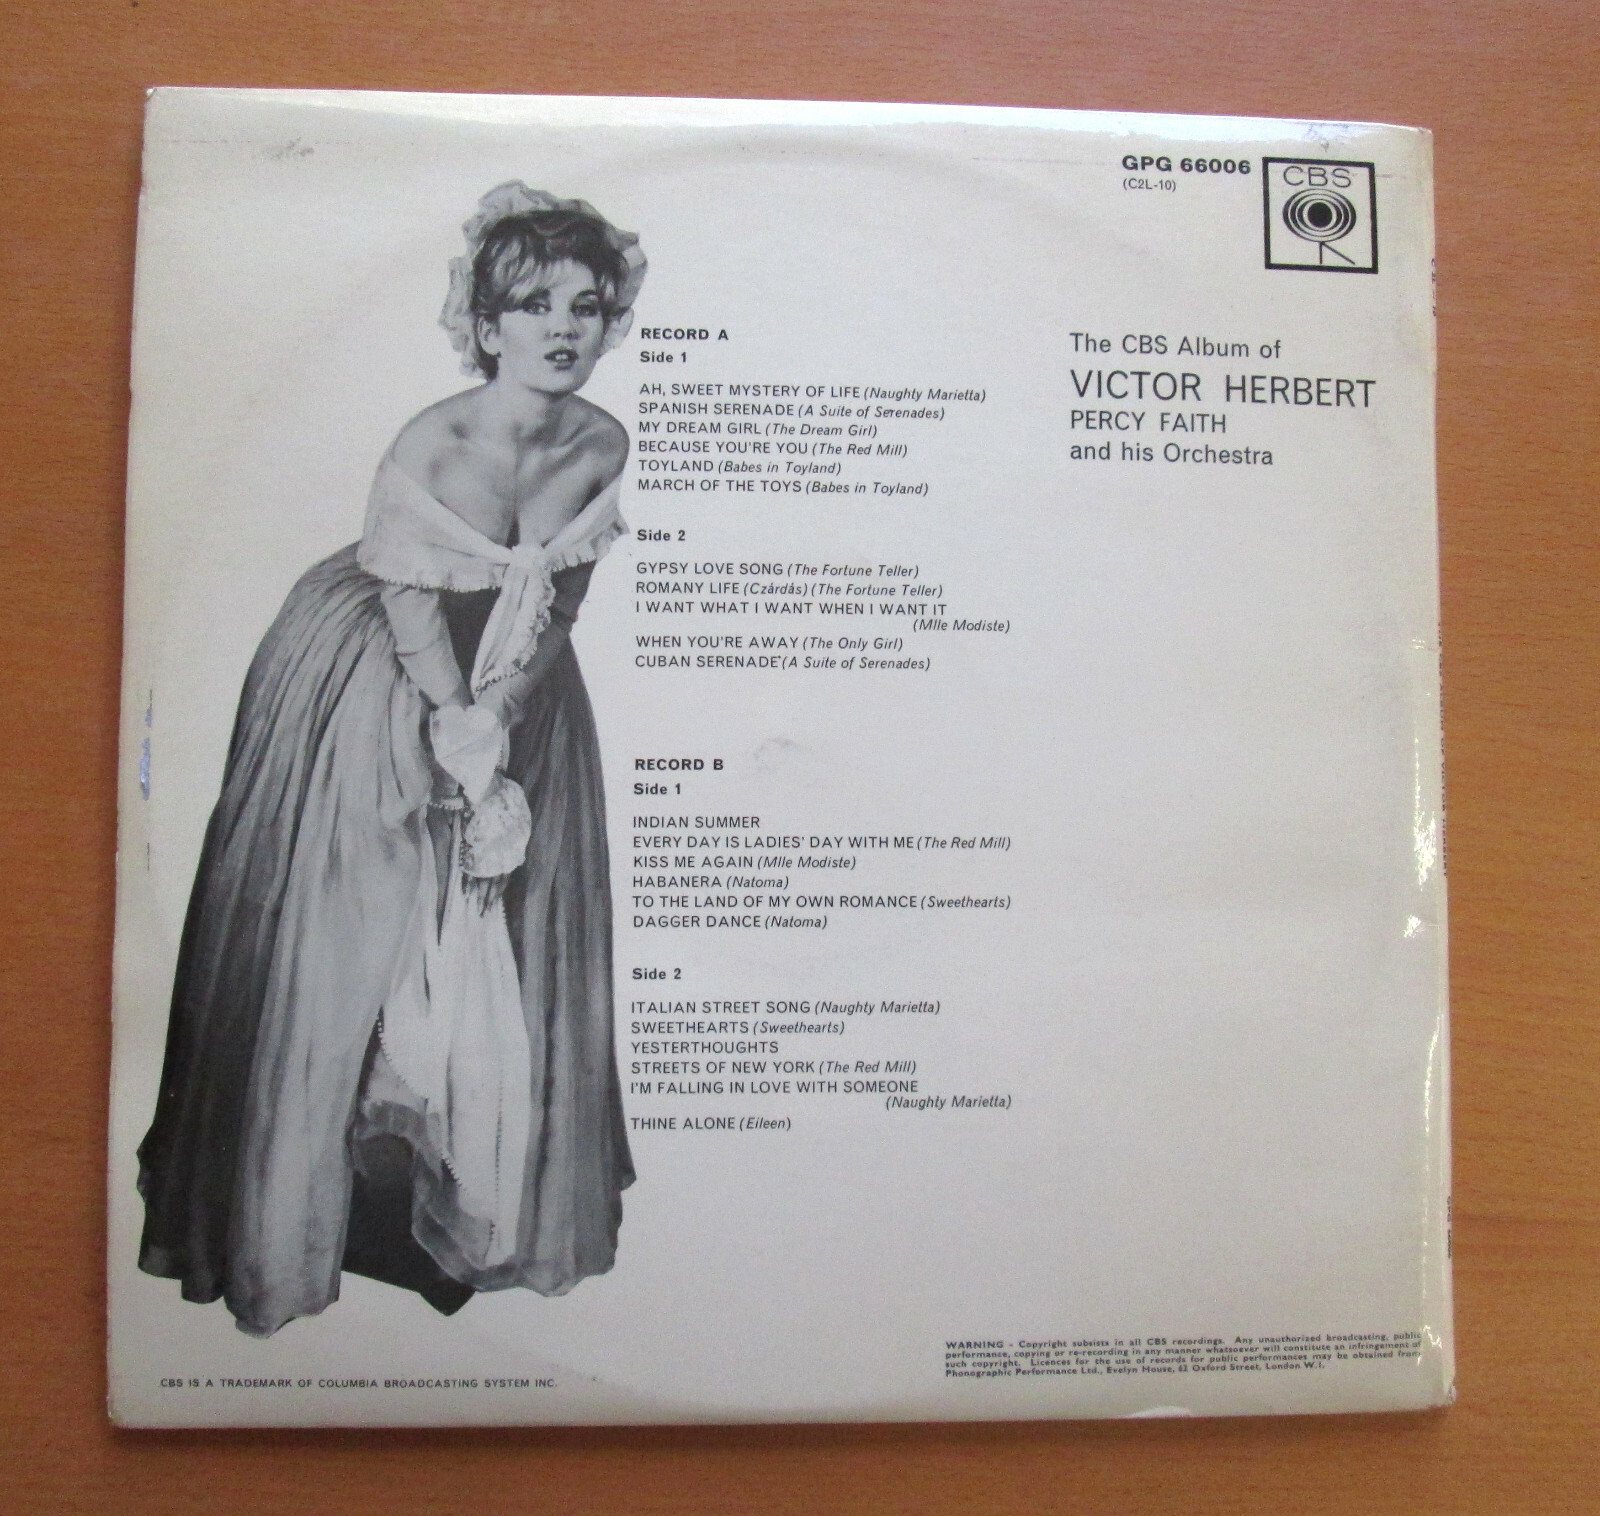 GPG 66006
(C2L-10)
CBS
The CBS Album of
VICTOR HERBERT
PERCY FAITH
and his Orchestra
RECORD A
Side 1
AH, SWEET MYSTERY OF LIFE (Naughty Marietta)
SPANISH SERENADE (A Suite of Serenades)
MY DREAM GIRL (The Dream Girl)
BECAUSE YOU'RE YOU (The Red Mill)
TOYLAND (Babes in Toyland)
MARCH OF THE TOYS (Babes in Toyland)
Side 2
GYPSY LOVE SONG (The Fortune Teller)
ROMANY LIFE (Czárdás) (The Fortune Teller)
I WANT WHAT I WANT WHEN I WANT IT
(Mlle Modiste)
WHEN YOU'RE AWAY (The Only Girl)
CUBAN SERENADE (A Suite of Serenades)
RECORD B
Side 1
INDIAN SUMMER
EVERY DAY IS LADIES' DAY WITH ME (The Red Mill)
KISS ME AGAIN (Mlle Modiste)
HABANERA (Natoma)
TO THE LAND OF MY OWN ROMANCE (Sweethearts)
DAGGER DANCE (Natoma)
Side 2
ITALIAN STREET SONG (Naughty Marietta)
SWEETHEARTS (Sweethearts)
YESTERTHOUGHTS
STREETS OF NEW YORK (The Red Mill)
I'M FALLING IN LOVE WITH SOMEONE
(Naughty Marietta)
THINE ALONE (Eileen)
CBS IS A TRADEMARK OF COLUMBIA BROADCASTING SYSTEM INC.
WARNING - Copyright subsists in all CBS recordings. Any unauthorized broadcasting, public
performance, copying or re-recording in any manner whatsoever will constitute an infringement of
such copyright. Licences for the use of records for public performances may be obtained from
Phonographic Performance Ltd., Evelyn House, 62 Oxford Street, London W.1.